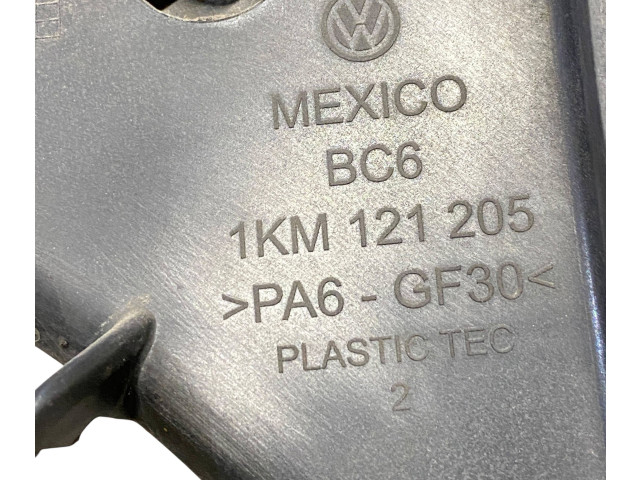 MEXICO
BC6
1KM 121 205
>PA6 - GF30<
PLASTIC TEC
2